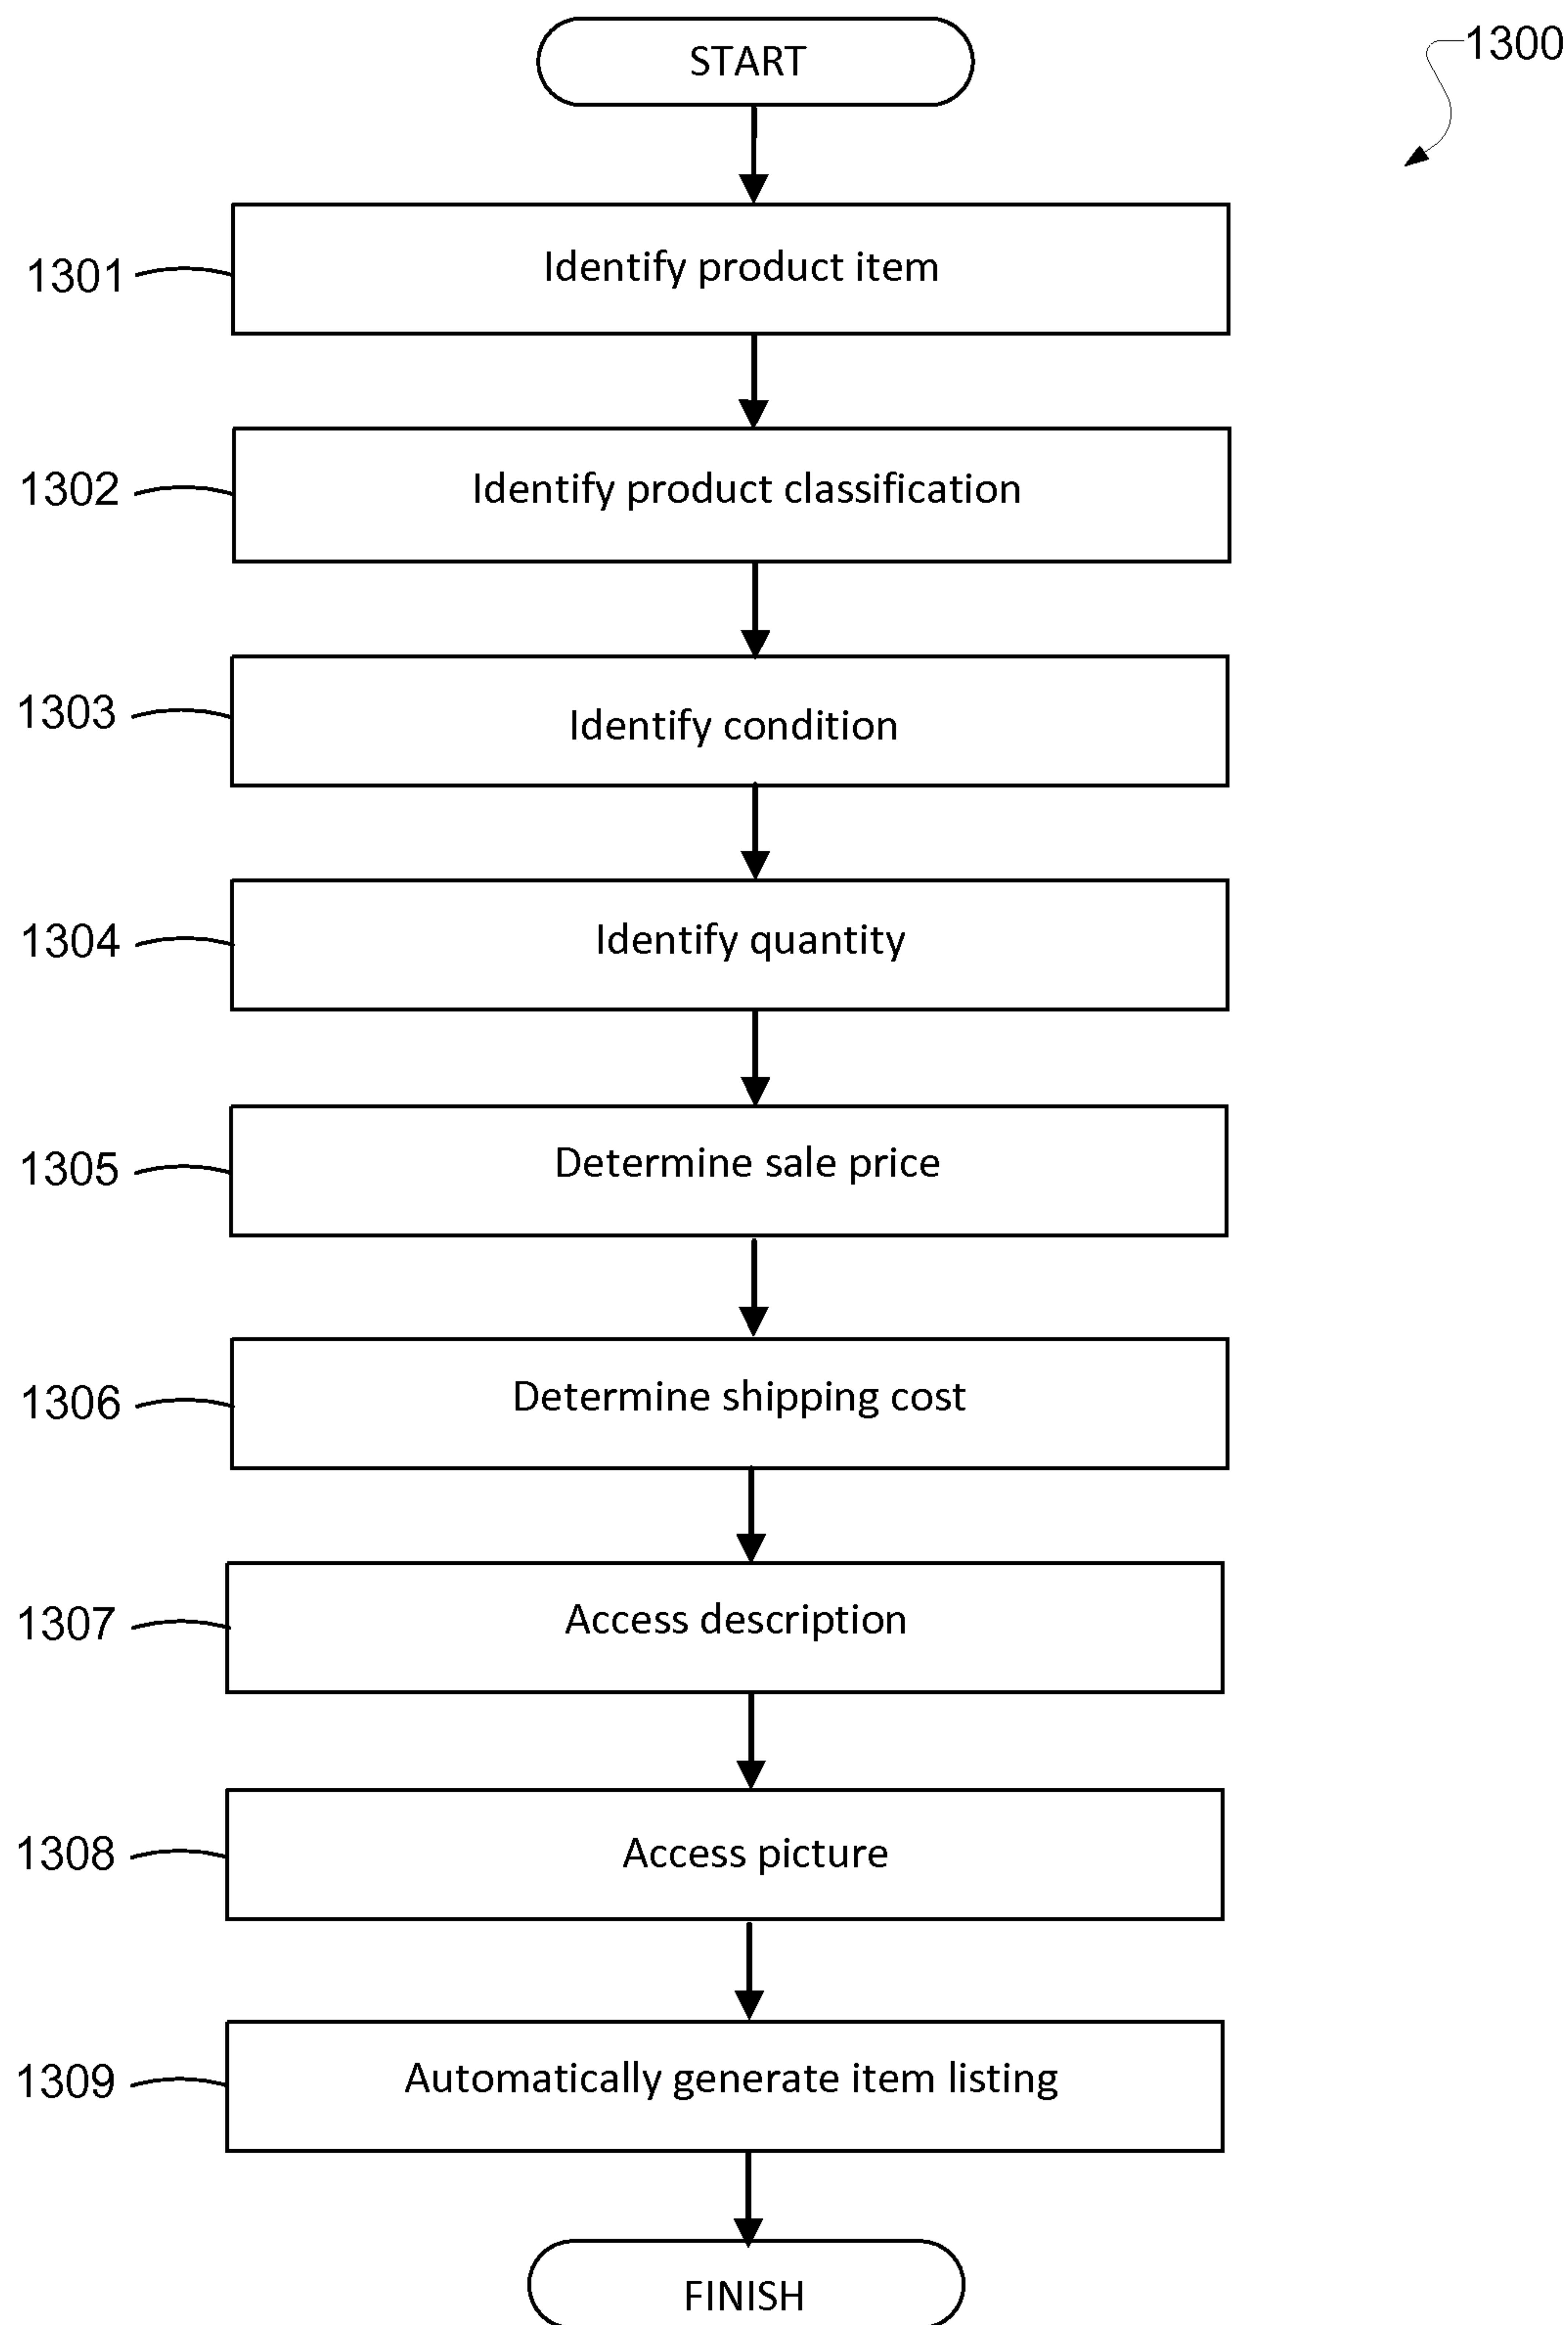 START
1300
1301
Identify product item
1302
Identify product classification
1303
Identify condition
1304
Identify quantity
1305
Determine sale price
1306
Determine shipping cost
1307
Access description
1308
Access picture
1309
Automatically generate item listing
FINISH